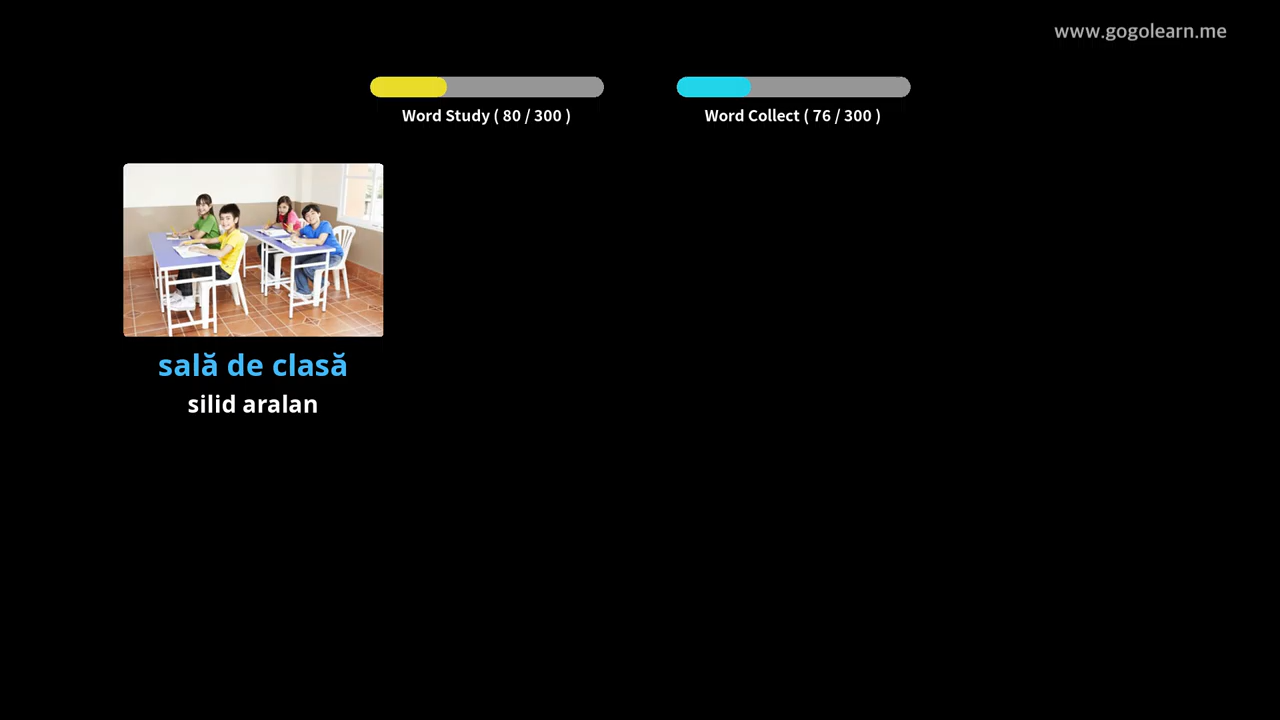 www.gogolearn.me
Word Study ( 80 / 300 )
Word Collect ( 76 / 300 )
sală de clasă
silid aralan